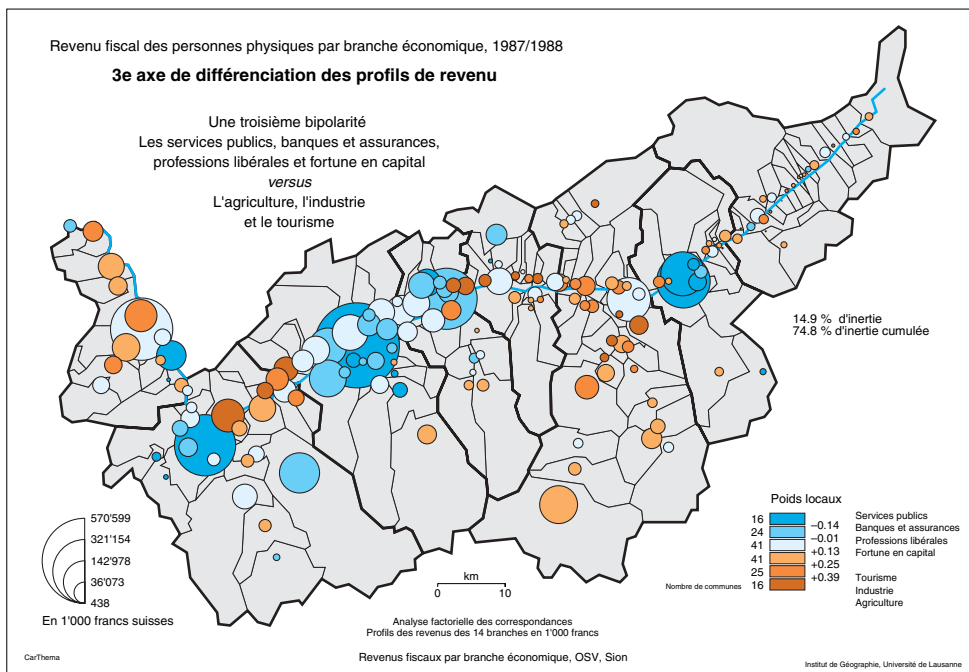 Revenu fiscal des personnes physiques par branche économique, 1987/1988
3e axe de différenciation des profils de revenu
Une troisième bipolarité
Les services publics, banques et assurances,
professions libérales et fortune en capital
versus
L'agriculture, l'industrie
et le tourisme
14.9 % d'inertie
74.8 % d'inertie cumulée
570'599
321'154
142'978
36'073
438
En 1'000 francs suisses
km
0 10
Poids locaux
16
24
41
41
25
16
–0.14
–0.01
+0.13
+0.25
+0.39
Services publics
Banques et assurances
Professions libérales
Fortune en capital
Tourisme
Industrie
Agriculture
Nombre de communes
Analyse factorielle des correspondances
Profils des revenus des 14 branches en 1'000 francs
Revenus fiscaux par branche économique, OSV, Sion
CarThema
Institut de Géographie, Université de Lausanne